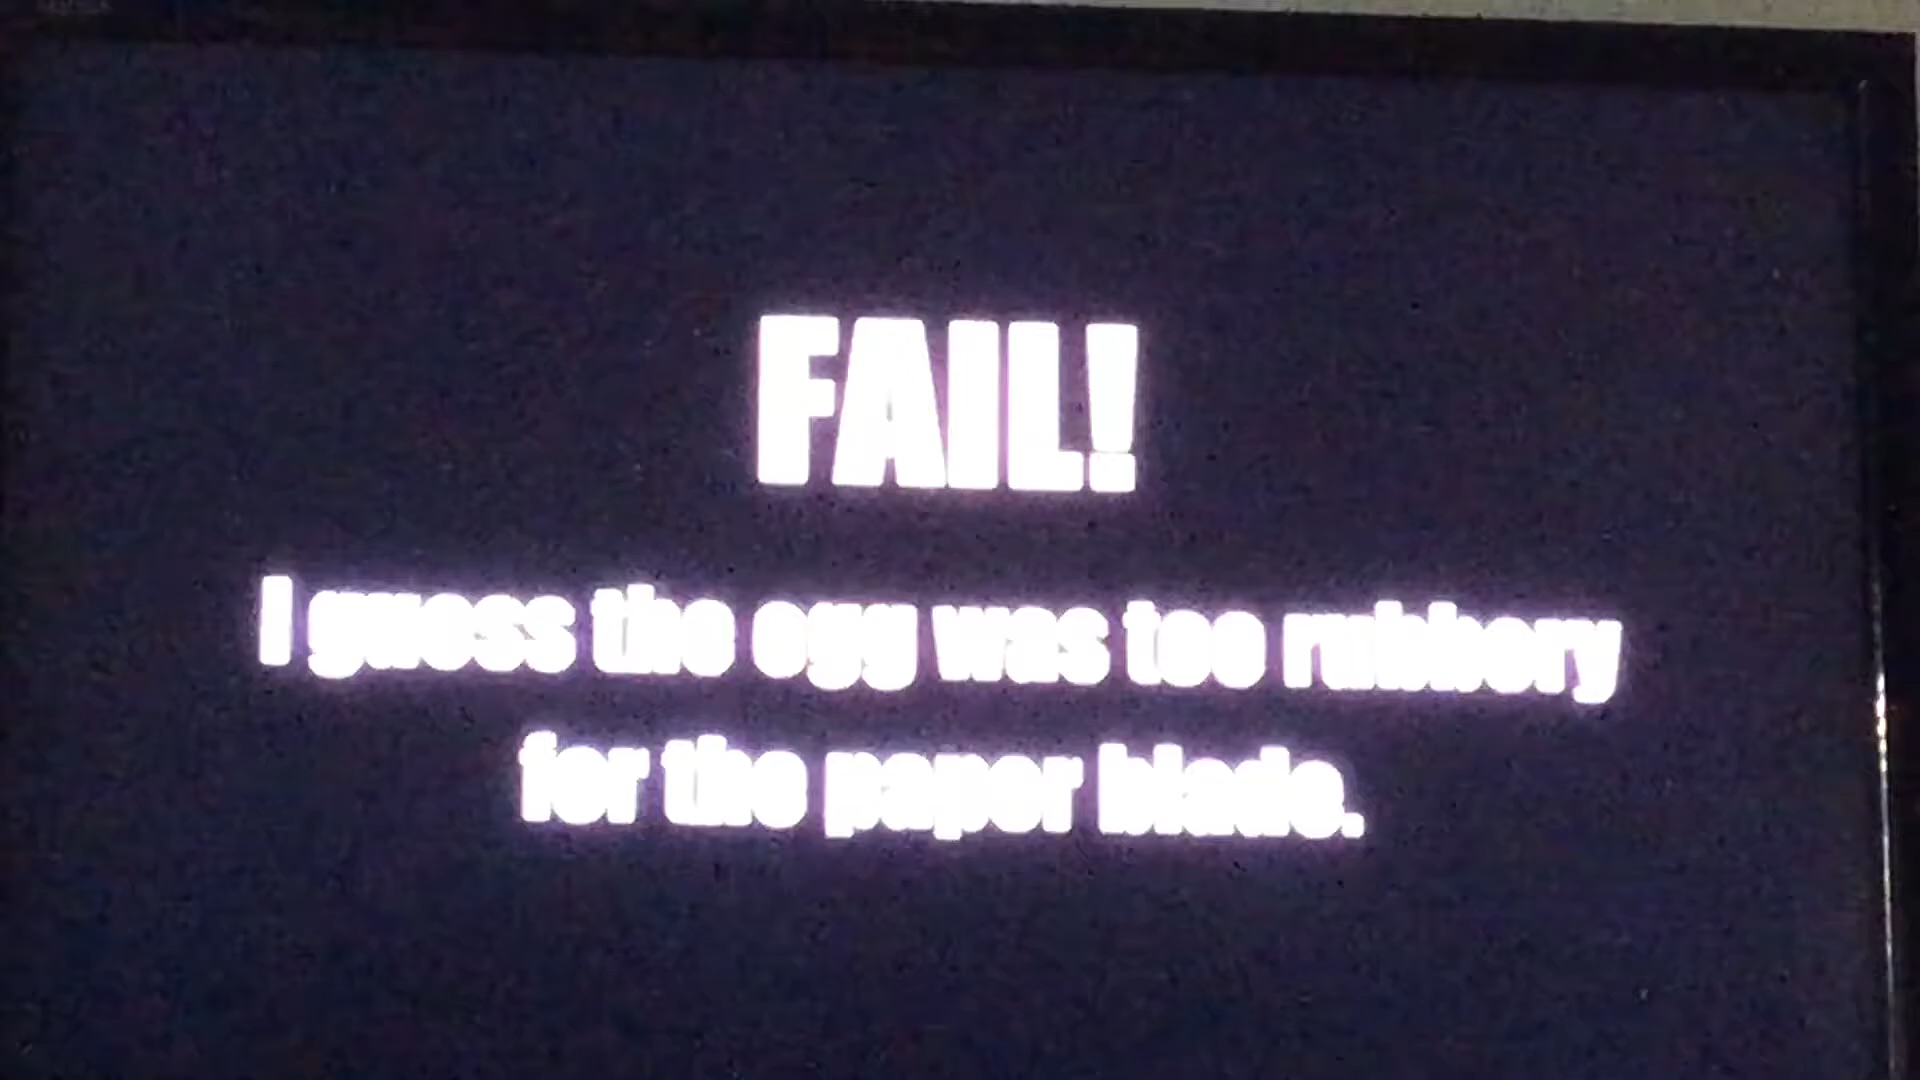 FAIL!
I guess the egg was too rubbery
for the paper blade.